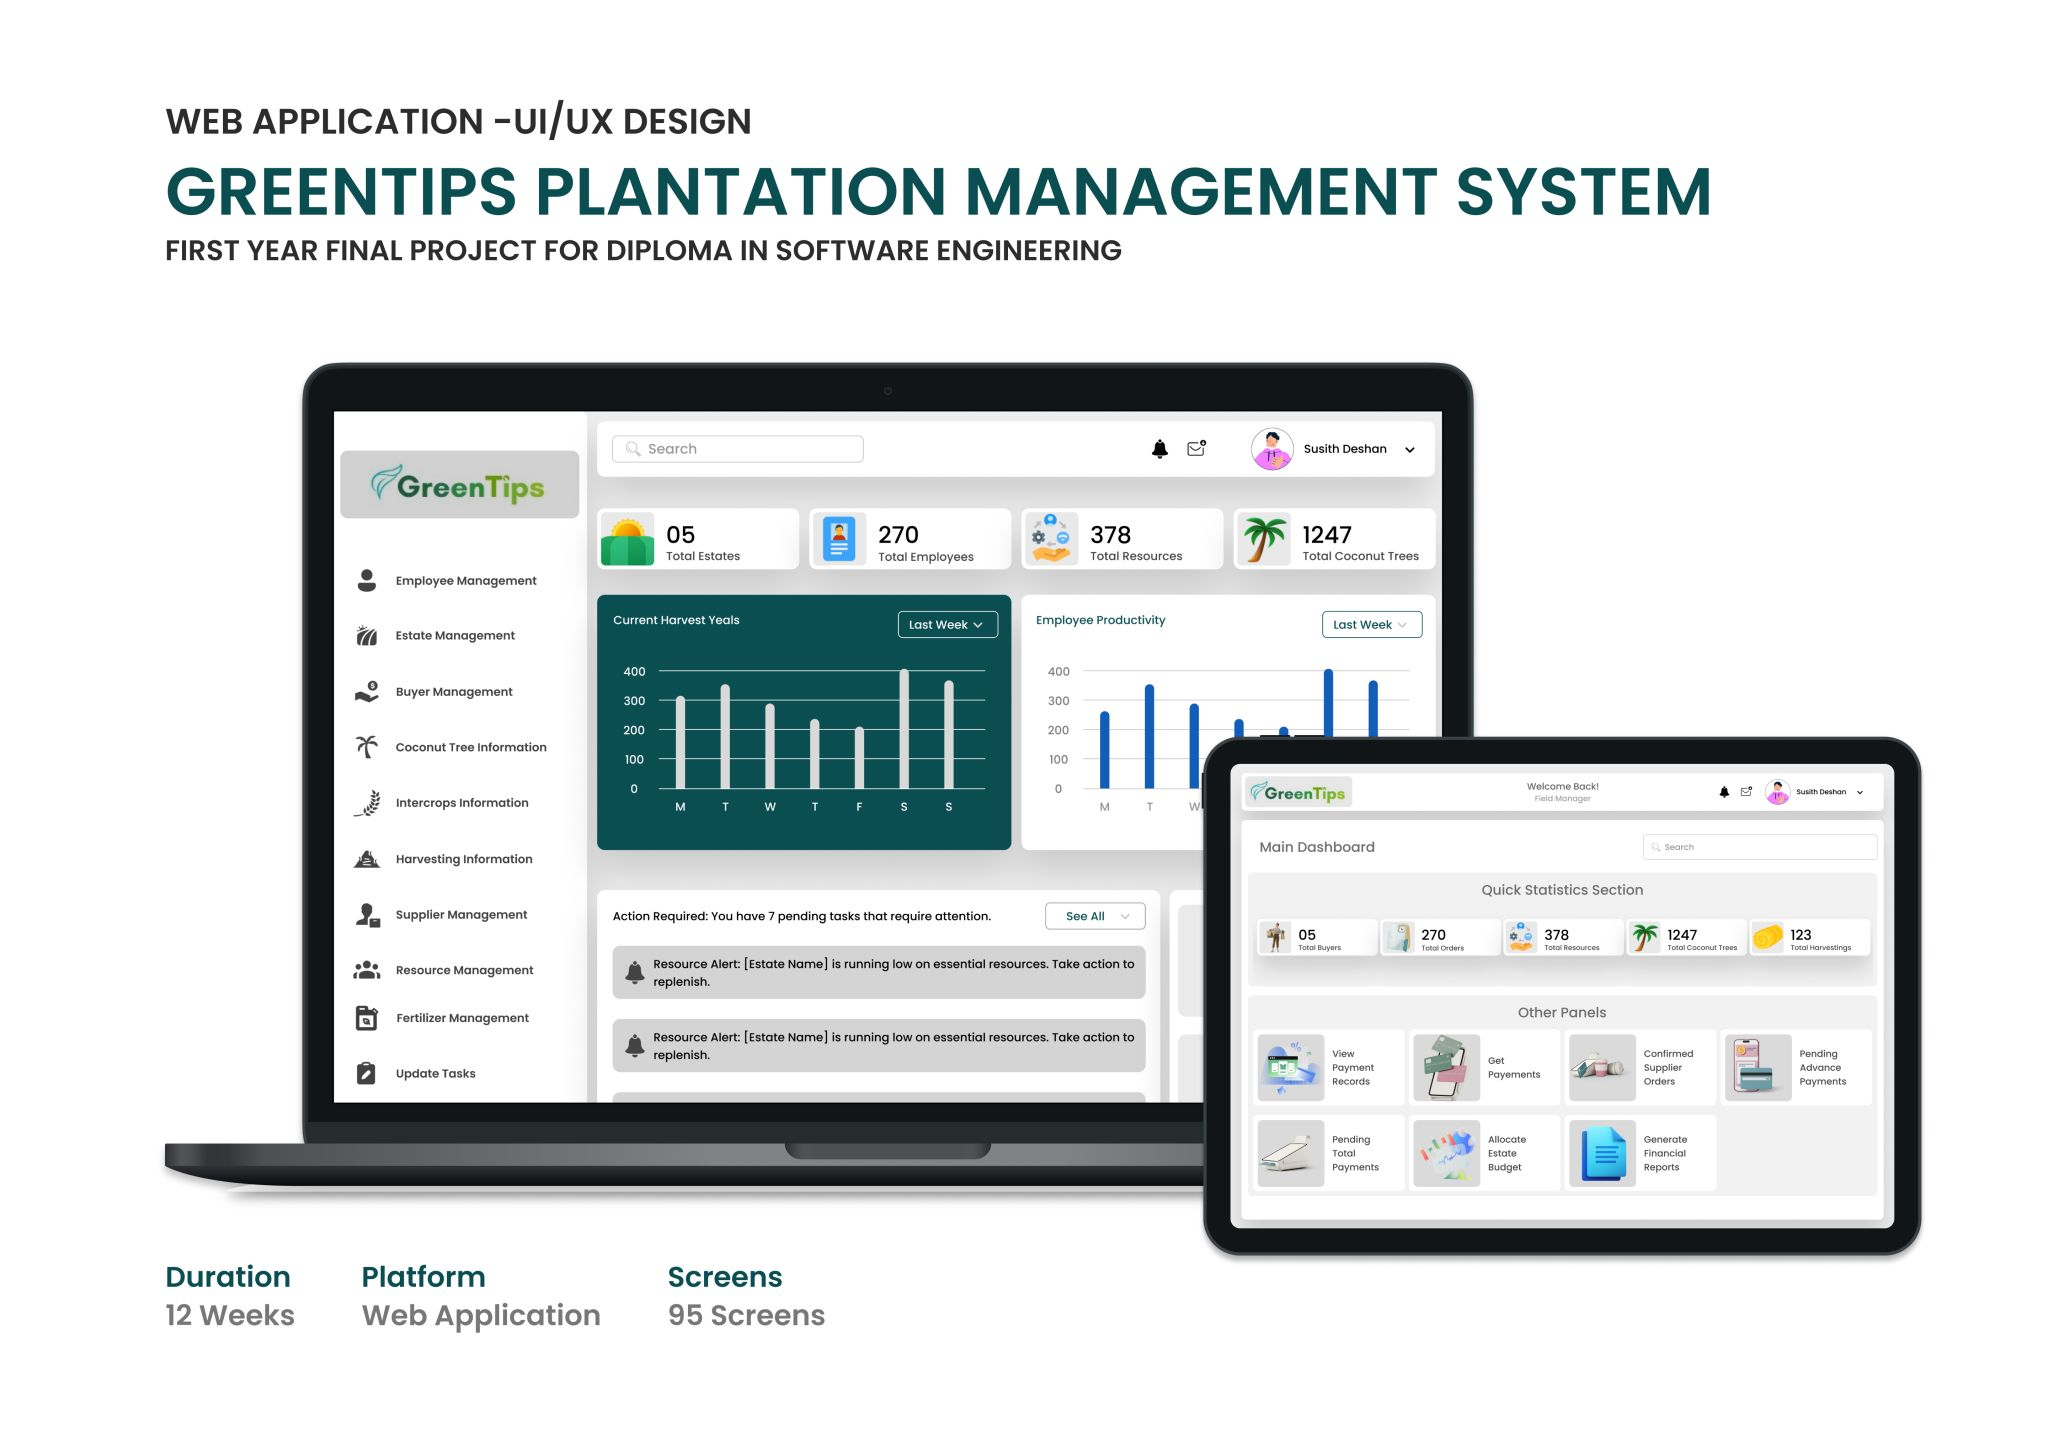 WEB APPLICATION -UI/UX DESIGN
GREENTIPS PLANTATION MANAGEMENT SYSTEM
FIRST YEAR FINAL PROJECT FOR DIPLOMA IN SOFTWARE ENGINEERING
GreenTips
Employee Management
Estate Management
Buyer Management
Coconut Tree Information
Intercrops Information
Harvesting Information
Supplier Management
Resource Management
Fertilizer Management
Update Tasks
Search
Susith Deshan
05
Total Estates
270
Total Employees
378
Total Resources
1247
Total Coconut Trees
Current Harvest Yeals
Last Week
400
300
200
100
0
M T W T F S S
Employee Productivity
Last Week
400
300
200
100
0
M T W
Action Required: You have 7 pending tasks that require attention.
See All
Resource Alert: [Estate Name] is running low on essential resources. Take action to
replenish.
Resource Alert: [Estate Name] is running low on essential resources. Take action to
replenish.
GreenTips
Welcome Back!
Field Manager
Susith Deshan
Main Dashboard
Search
Quick Statistics Section
05
Total Buyers
270
Total Orders
378
Total Resources
1247
Total Coconut Trees
123
Total Harvestings
Other Panels
View
Payment
Records
Get
Payements
Confirmed
Supplier
Orders
Pending
Advance
Payments
Pending
Total
Payments
Allocate
Estate
Budget
Generate
Financial
Reports
Duration
12 Weeks
Platform
Web Application
Screens
95 Screens